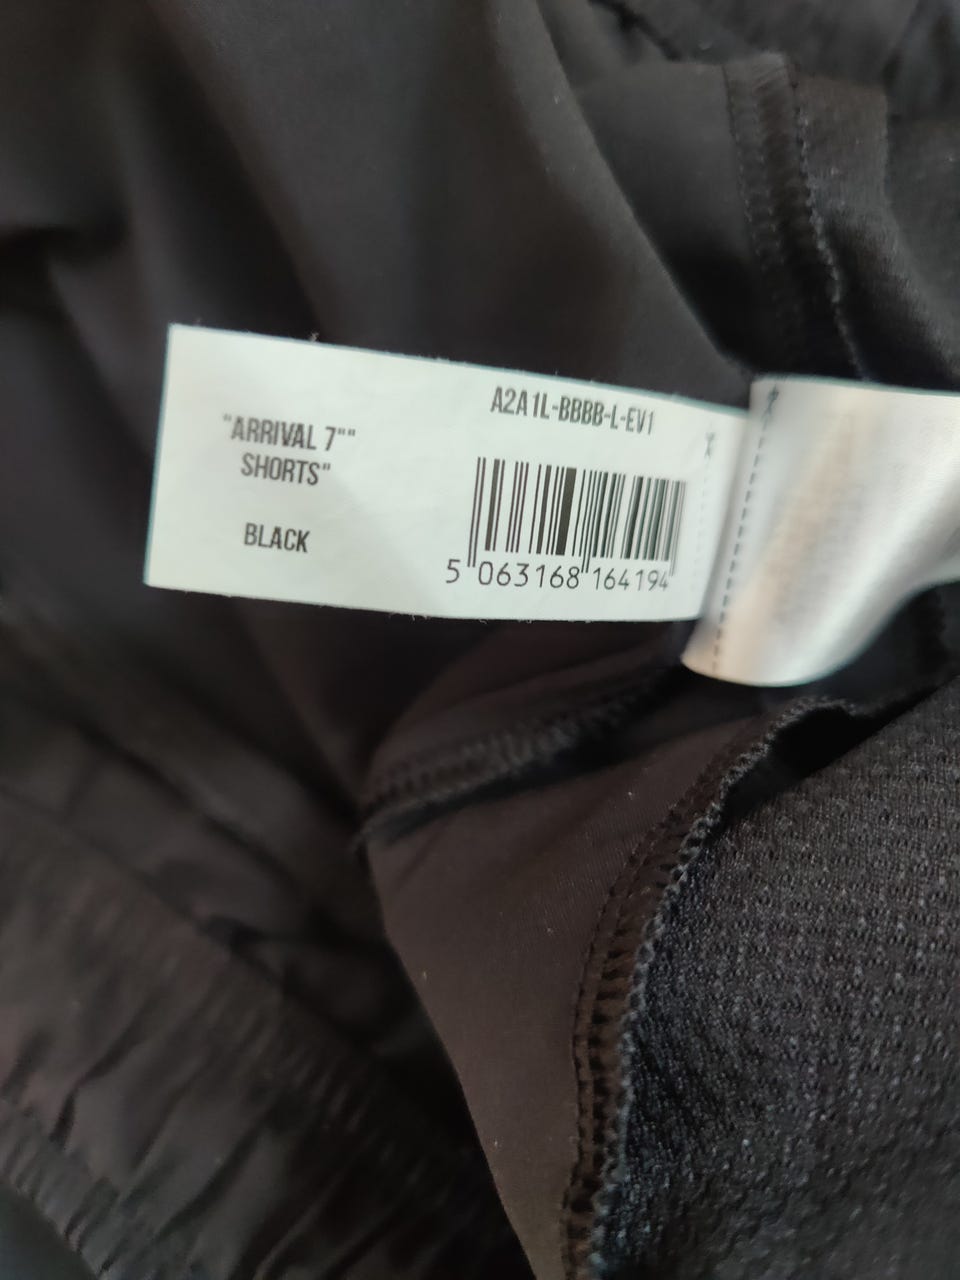 "ARRIVAL 7""
SHORTS"
BLACK
A2A1L-BBBB-L-EV1
5 063168 164194